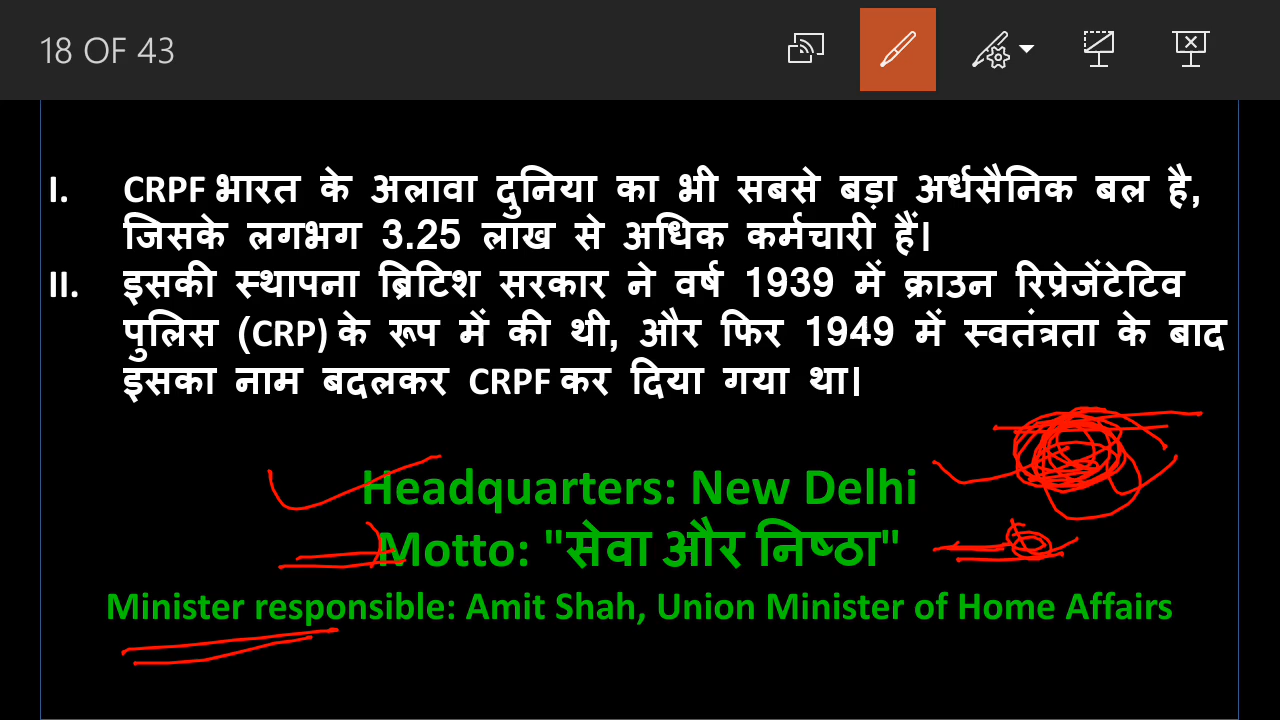 18 OF 43
I. CRPF भारत के अलावा दुनिया का भी सबसे बड़ा अर्धसैनिक बल है,
जिसके लगभग 3.25 लाख से अधिक कर्मचारी हैं।
II. इसकी स्थापना ब्रिटिश सरकार ने वर्ष 1939 में क्राउन रिप्रेजेंटेटिव
पुलिस (CRP) के रूप में की थी, और फिर 1949 में स्वतंत्रता के बाद
इसका नाम बदलकर CRPF कर दिया गया था।
Headquarters: New Delhi
Motto: "सेवा और निष्ठा"
Minister responsible: Amit Shah, Union Minister of Home Affairs